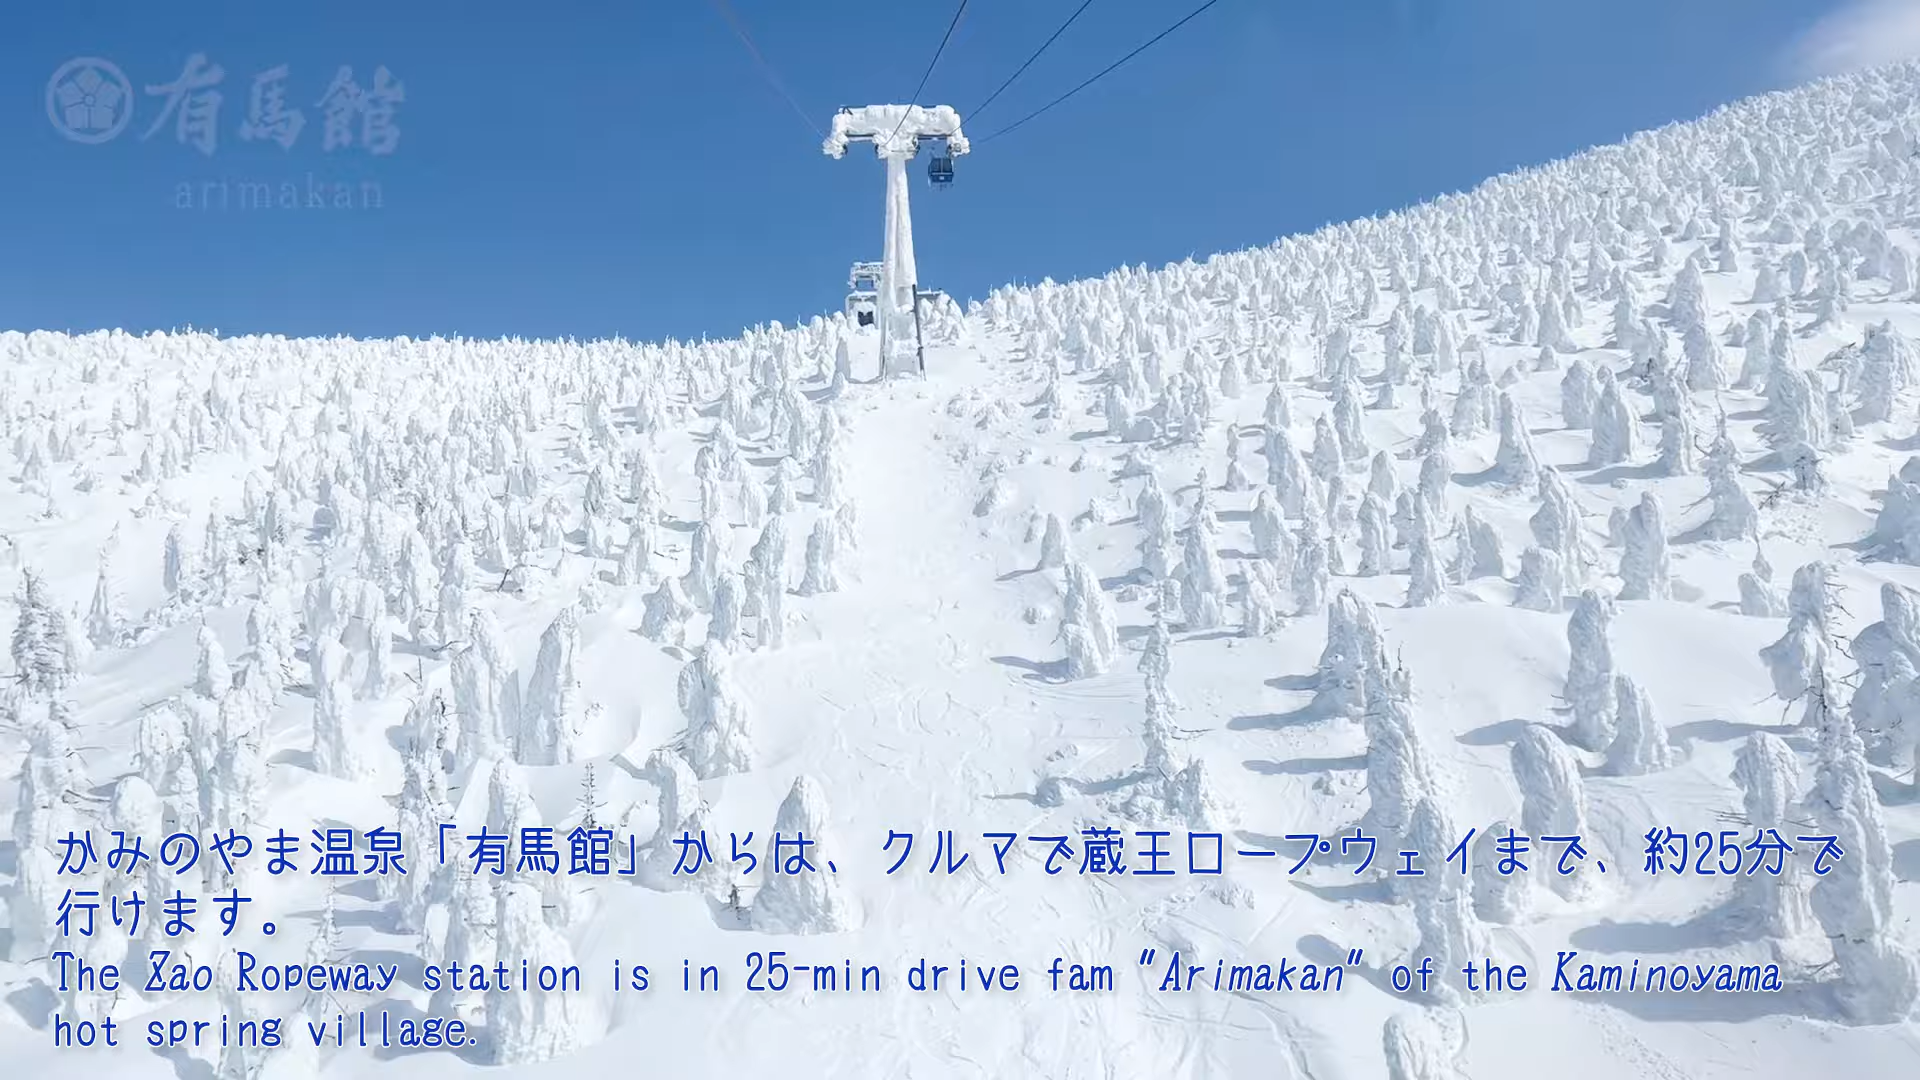 有馬館
arimakan
かみのやま温泉「有馬館」からは、クルマで蔵王ロープウェイまで、約25分で
行けます。
The Zao Ropeway station is in 25-min drive fam "Arimakan" of the Kaminoyama
hot spring village.